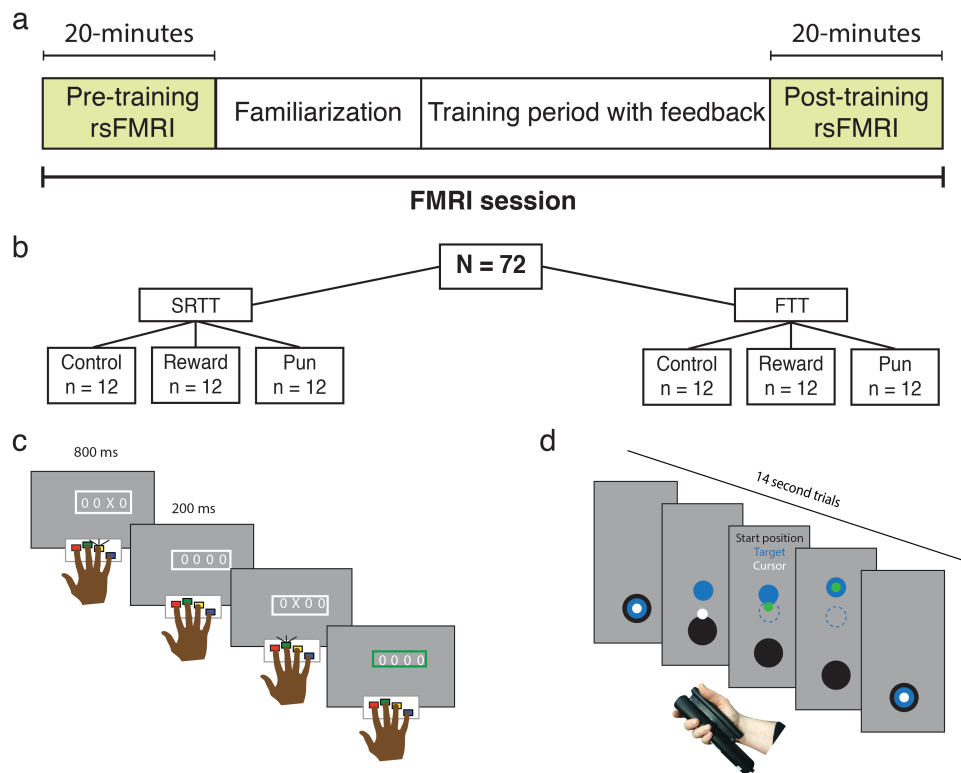 a
20-minutes
20-minutes
Pre-training
rsFMRI
Familiarization
Training period with feedback
Post-training
rsFMRI
FMRI session
b
N = 72
SRTT
FTT
Control
n = 12
Reward
n = 12
Pun
n = 12
Control
n = 12
Reward
n = 12
Pun
n = 12
c
800 ms
0 0 X 0
200 ms
0 0 0 0
0 X 0 0
0 0 0 0
d
14 second trials
Start position
Target
Cursor